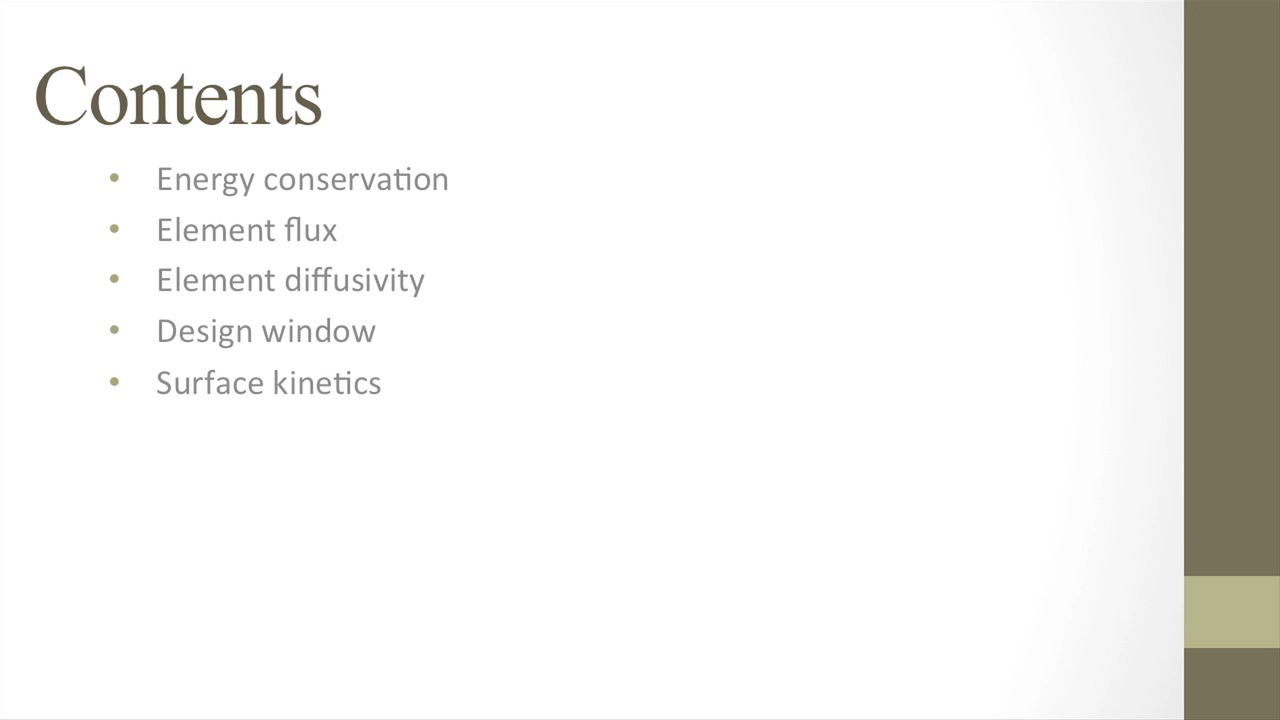 Contents
• Energy conservation
• Element flux
• Element diffusivity
• Design window
• Surface kinetics